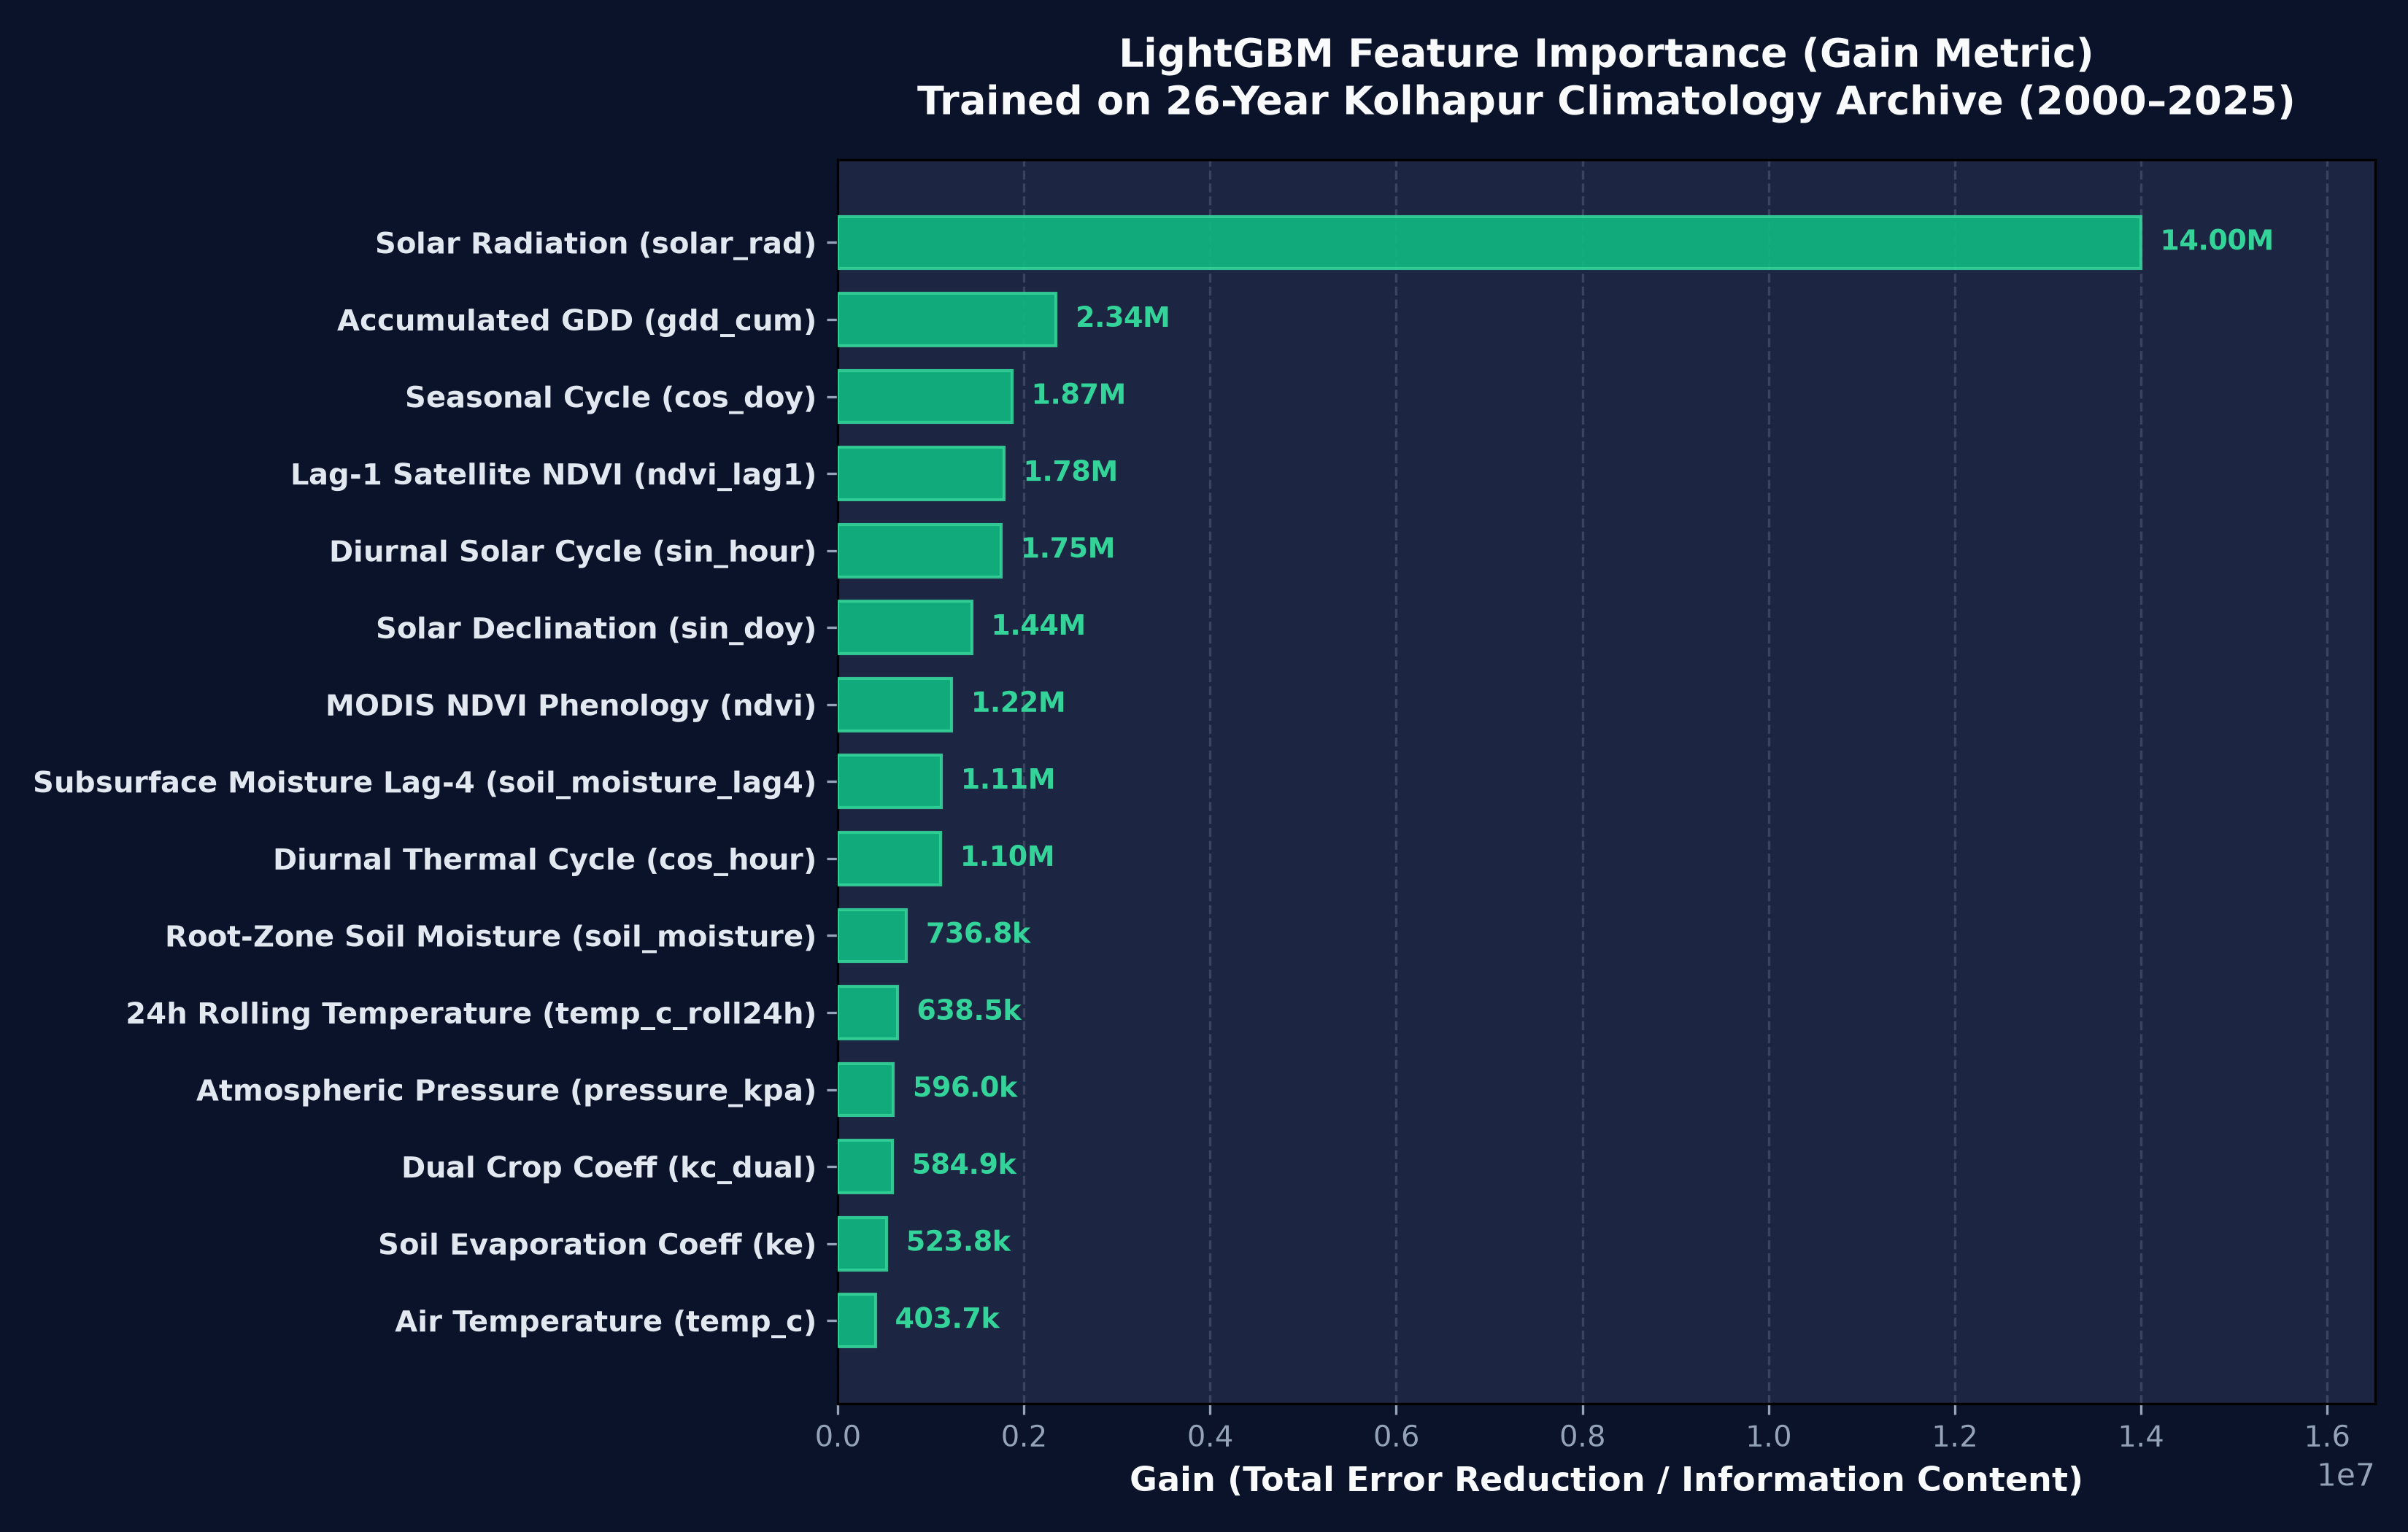 LightGBM Feature Importance (Gain Metric)
Trained on 26-Year Kolhapur Climatology Archive (2000–2025)
Solar Radiation (solar_rad) 14.00M
Accumulated GDD (gdd_cum) 2.34M
Seasonal Cycle (cos_doy) 1.87M
Lag-1 Satellite NDVI (ndvi_lag1) 1.78M
Diurnal Solar Cycle (sin_hour) 1.75M
Solar Declination (sin_doy) 1.44M
MODIS NDVI Phenology (ndvi) 1.22M
Subsurface Moisture Lag-4 (soil_moisture_lag4) 1.11M
Diurnal Thermal Cycle (cos_hour) 1.10M
Root-Zone Soil Moisture (soil_moisture) 736.8k
24h Rolling Temperature (temp_c_roll24h) 638.5k
Atmospheric Pressure (pressure_kpa) 596.0k
Dual Crop Coeff (kc_dual) 584.9k
Soil Evaporation Coeff (ke) 523.8k
Air Temperature (temp_c) 403.7k
0.0 0.2 0.4 0.6 0.8 1.0 1.2 1.4 1.6
1e7
Gain (Total Error Reduction / Information Content)